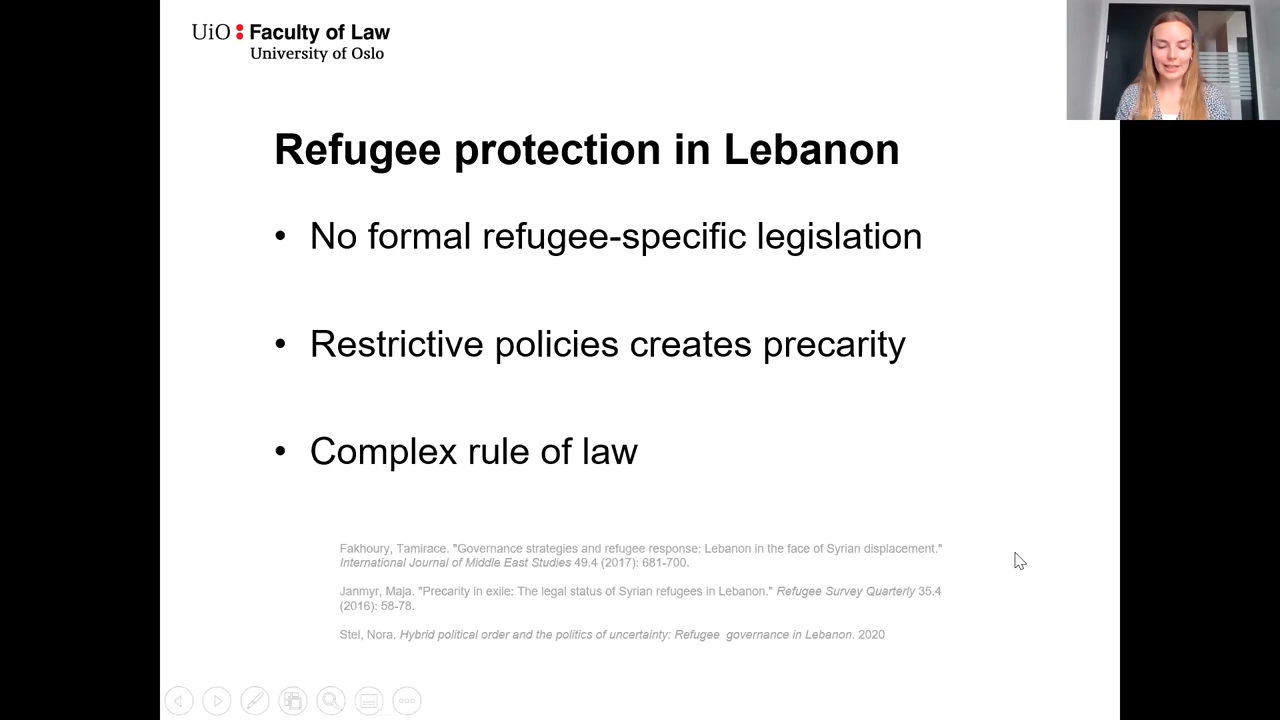 UiO : Faculty of Law
University of Oslo
Refugee protection in Lebanon
• No formal refugee-specific legislation
• Restrictive policies creates precarity
• Complex rule of law
Fakhoury, Tamirace. "Governance strategies and refugee response: Lebanon in the face of Syrian displacement."
International Journal of Middle East Studies 49.4 (2017): 681-700.
Janmyr, Maja. "Precarity in exile: The legal status of Syrian refugees in Lebanon." Refugee Survey Quarterly 35.4
(2016): 58-78.
Stel, Nora. Hybrid political order and the politics of uncertainty: Refugee governance in Lebanon. 2020